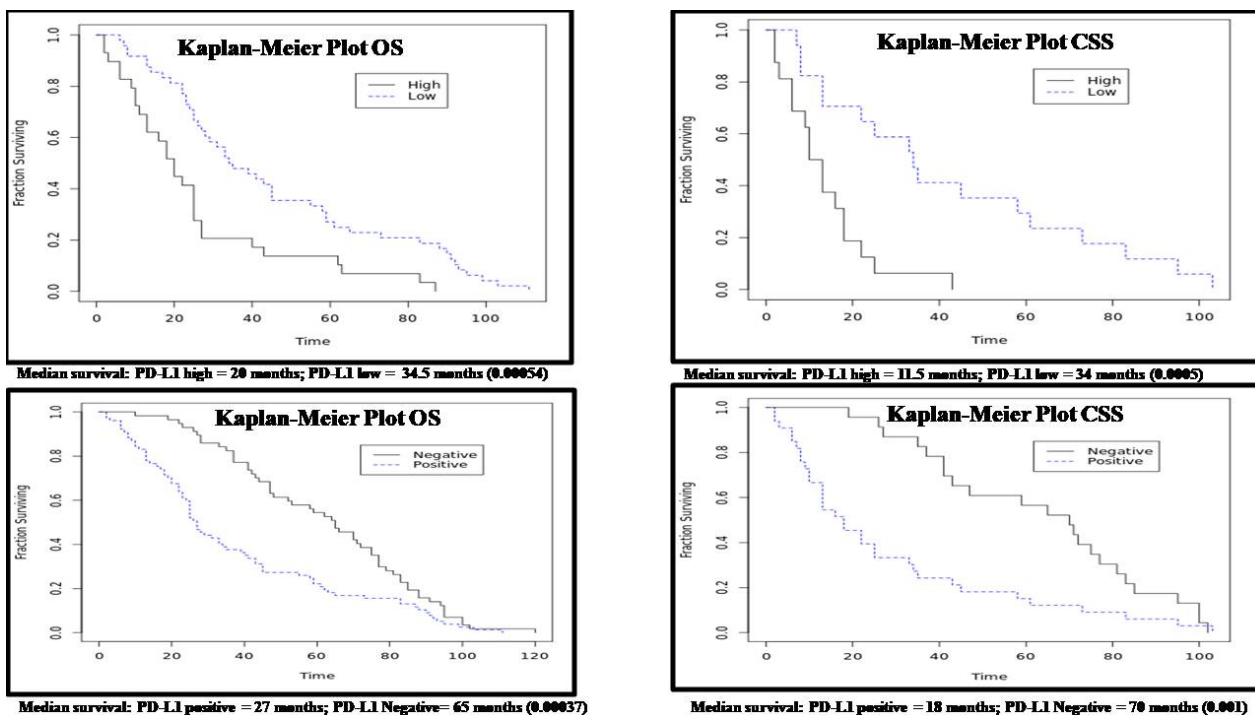 Kaplan-Meier Plot OS
High
Low
Fraction Surviving
1.0
0.8
0.6
0.4
0.2
0.0
0 20 40 60 80 100
Time
Median survival: PD-L1 high = 20 months; PD-L1 low = 34.5 months (0.00054)
Kaplan-Meier Plot CSS
High
Low
Fraction Surviving
1.0
0.8
0.6
0.4
0.2
0.0
0 20 40 60 80 100
Time
Median survival: PD-L1 high = 11.5 months; PD-L1 low = 34 months (0.0005)
Kaplan-Meier Plot OS
Negative
Positive
Fraction Surviving
1.0
0.8
0.6
0.4
0.2
0.0
0 20 40 60 80 100 120
Time
Median survival: PD-L1 positive = 27 months; PD-L1 Negative= 65 months (0.00037)
Kaplan-Meier Plot CSS
Negative
Positive
Fraction Surviving
1.0
0.8
0.6
0.4
0.2
0.0
0 20 40 60 80 100
Time
Median survival: PD-L1 positive = 18 months; PD-L1 Negative = 70 months (0.001)